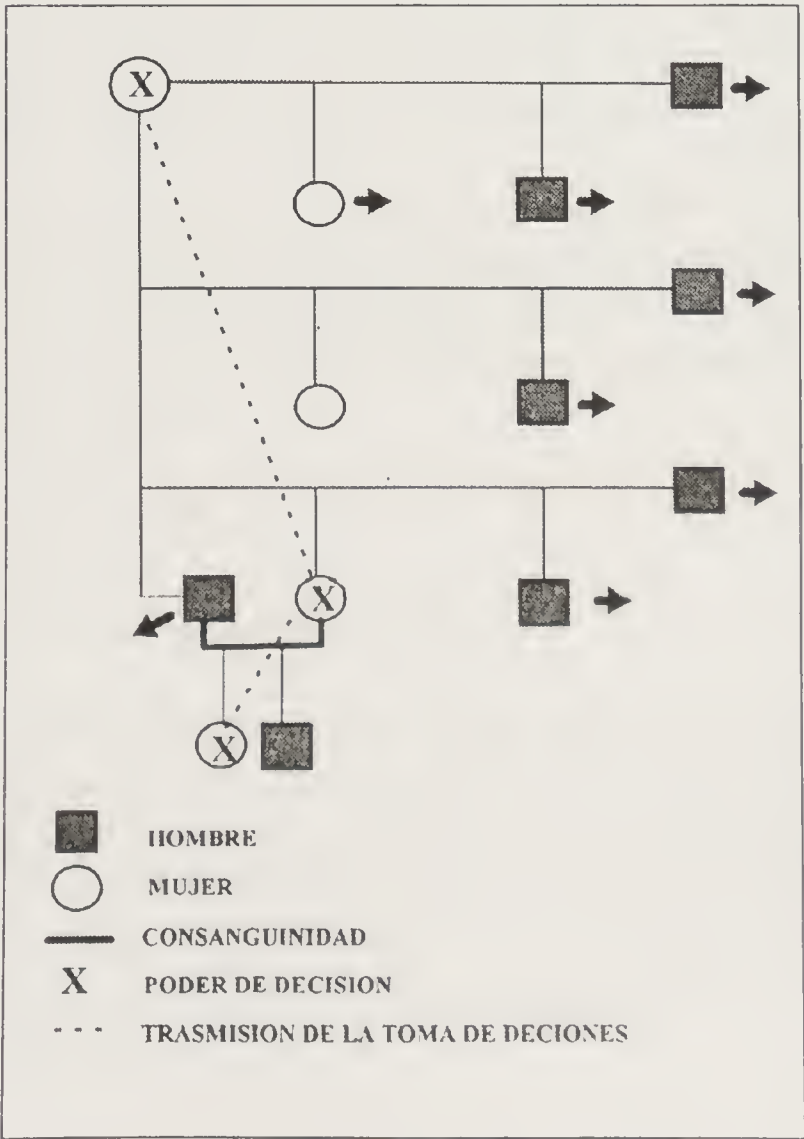 X
X
X
HOMBRE
MUJER
CONSANGUINIDAD
X PODER DE DECISION
TRASMISION DE LA TOMA DE DECIONES